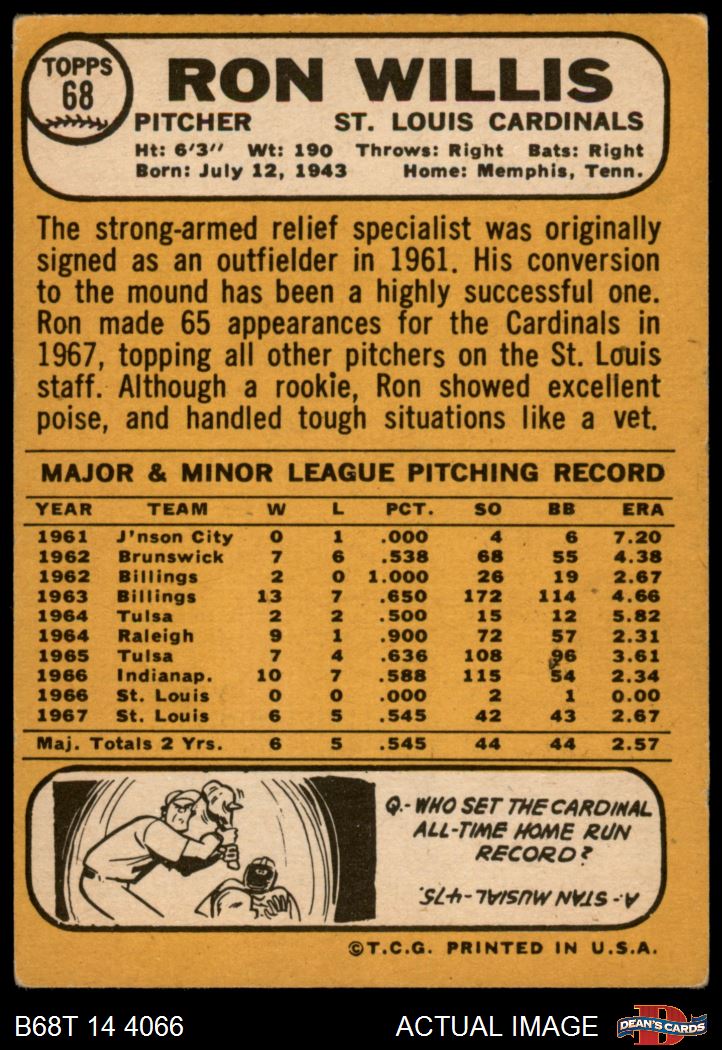 TOPPS
68
RON WILLIS
PITCHER ST. LOUIS CARDINALS
Ht: 6'3" Wt: 190 Throws: Right Bats: Right
Born: July 12, 1943 Home: Memphis, Tenn.
The strong-armed relief specialist was originally
signed as an outfielder in 1961. His conversion
to the mound has been a highly successful one.
Ron made 65 appearances for the Cardinals in
1967, topping all other pitchers on the St. Louis
staff. Although a rookie, Ron showed excellent
poise, and handled tough situations like a vet.
MAJOR & MINOR LEAGUE PITCHING RECORD
YEAR TEAM W L PCT. SO BB ERA
1961 J'nson City 0 1 .000 4 6 7.20
1962 Brunswick 7 6 .538 68 55 4.38
1962 Billings 2 0 1.000 26 19 2.67
1963 Billings 13 7 .650 172 114 4.66
1964 Tulsa 2 2 .500 15 12 5.82
1964 Raleigh 9 1 .900 72 57 2.31
1965 Tulsa 7 4 .636 108 96 3.61
1966 Indianap. 10 7 .588 115 54 2.34
1966 St. Louis 0 0 .000 2 1 0.00
1967 St. Louis 6 5 .545 42 43 2.67
Maj. Totals 2 Yrs. 6 5 .545 44 44 2.57
Q.- WHO SET THE CARDINAL
ALL-TIME HOME RUN
RECORD?
A.- STAN MUSIAL-475.
©T.C.G. PRINTED IN U.S.A.
B68T 14 4066 ACTUAL IMAGE D DEAN'S CARDS